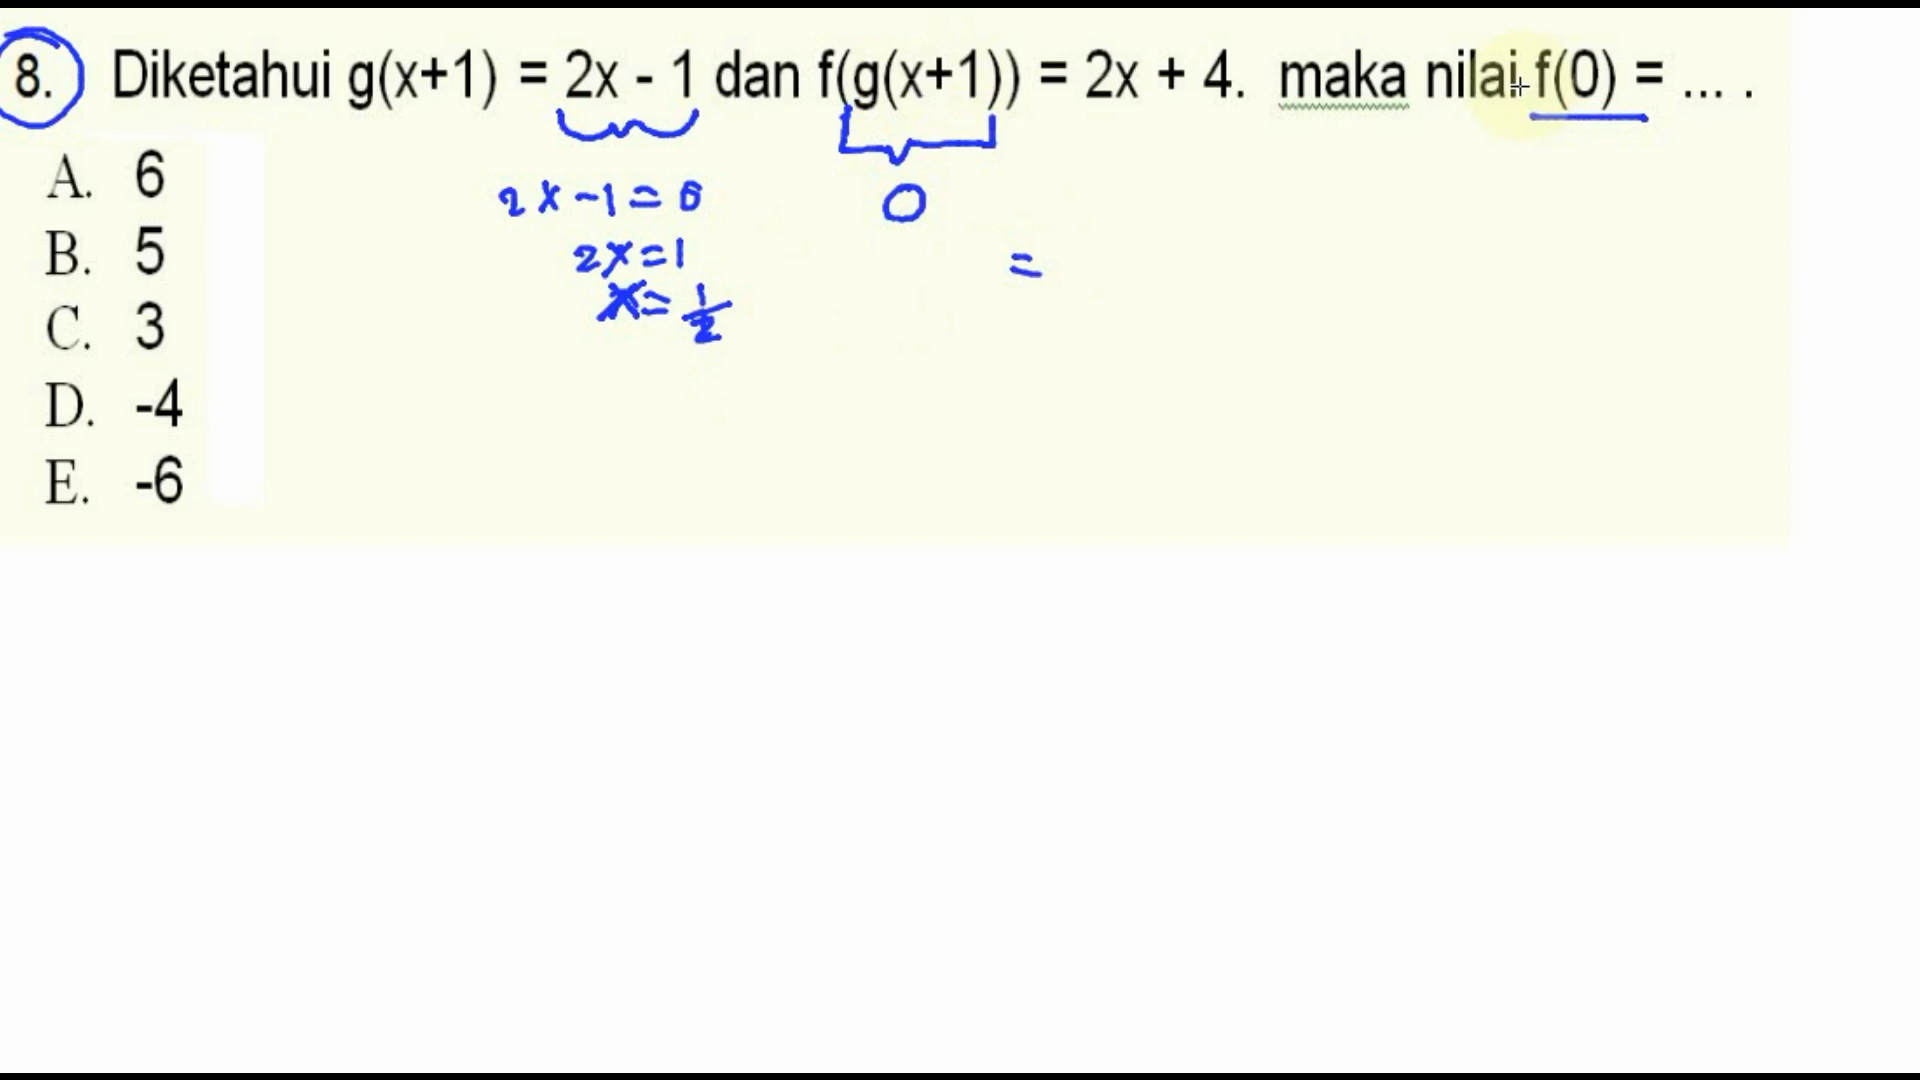 8. Diketahui g(x+1) = 2x - 1 dan f(g(x+1)) = 2x + 4. maka nilai f(0) = ... .
A. 6
B. 5
C. 3
D. -4
E. -6
2x -1 = 0
2x = 1
x = 1/2
0
=